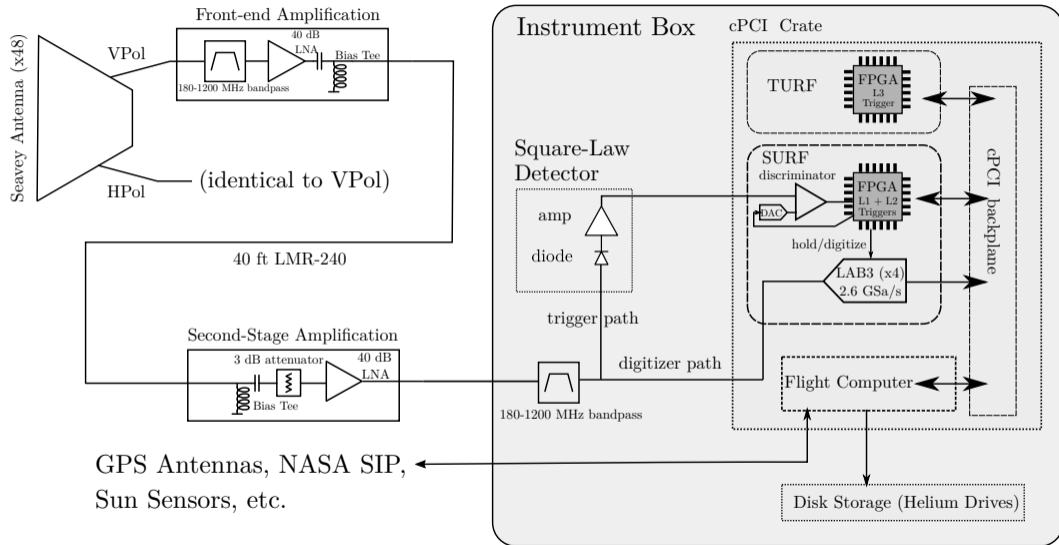 Front-end Amplification
Seavey Antenna (x48)
VPol
40 dB
LNA
Bias Tee
180-1200 MHz bandpass
HPol
(identical to VPol)
40 ft LMR-240
Second-Stage Amplification
3 dB attenuator
40 dB
LNA
Bias Tee
GPS Antennas, NASA SIP,
Sun Sensors, etc.
Instrument Box
cPCI Crate
TURF
FPGA
L3
Trigger
Square-Law
Detector
amp
diode
SURF
discriminator
DAC
FPGA
L1 + L2
Triggers
hold/digitize
LAB3 (x4)
2.6 GSa/s
cPCI backplane
trigger path
digitizer path
180-1200 MHz bandpass
Flight Computer
Disk Storage (Helium Drives)